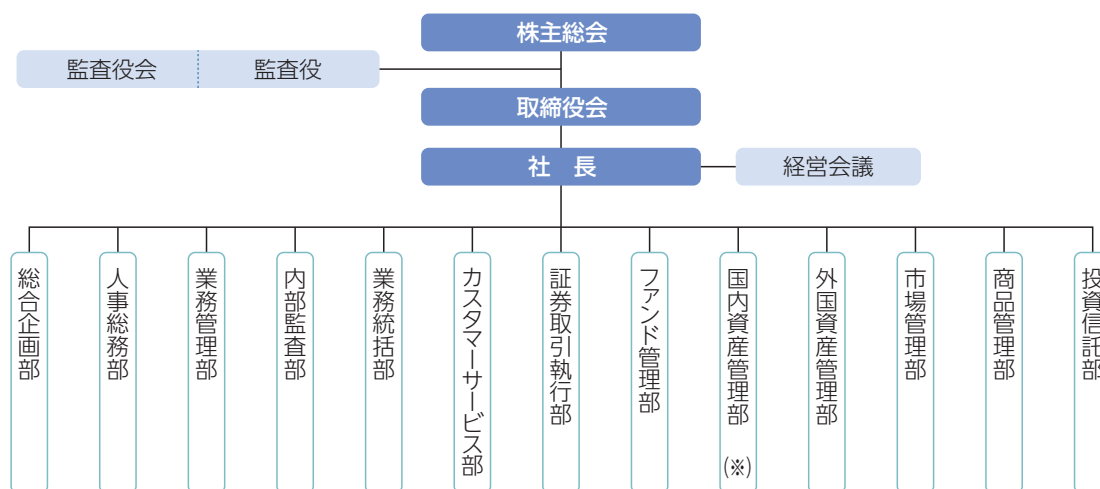 株主総会
監査役会
監査役
取締役会
社　長
経営会議
総合企画部
人事総務部
業務管理部
内部監査部
業務統括部
カスタマーサービス部
証券取引執行部
ファンド管理部
国内資産管理部
(※)
外国資産管理部
市場管理部
商品管理部
投資信託部